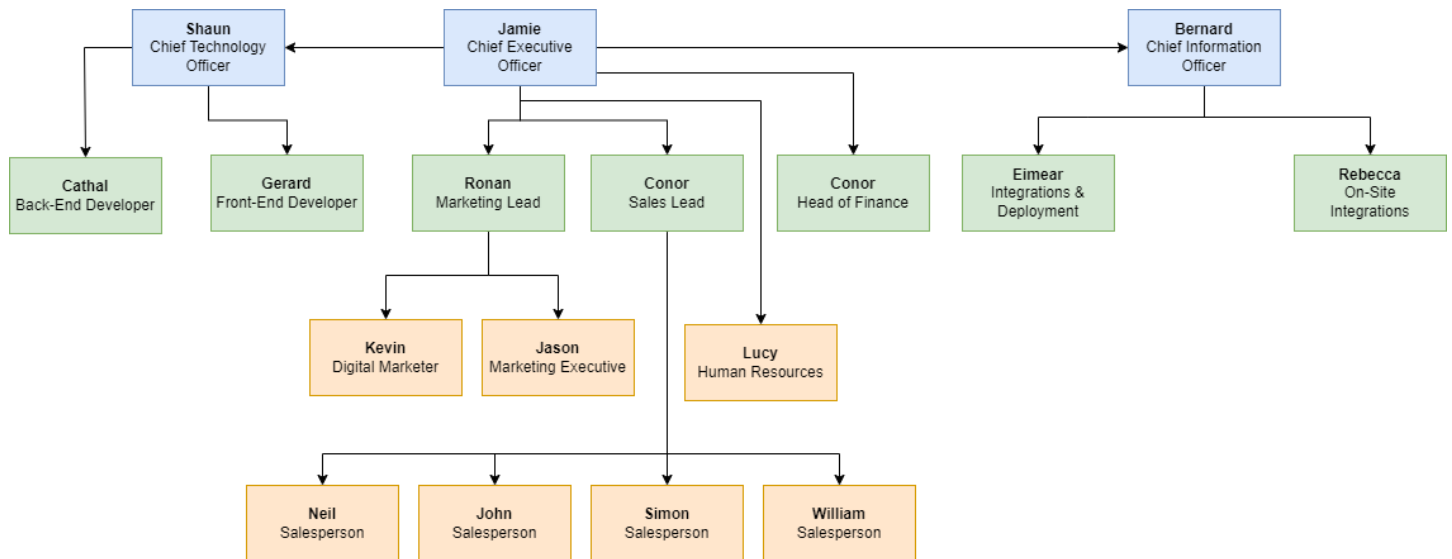 Shaun
Chief Technology
Officer
Jamie
Chief Executive
Officer
Bernard
Chief Information
Officer
Cathal
Back-End Developer
Gerard
Front-End Developer
Ronan
Marketing Lead
Conor
Sales Lead
Conor
Head of Finance
Eimear
Integrations &
Deployment
Rebecca
On-Site
Integrations
Kevin
Digital Marketer
Jason
Marketing Executive
Lucy
Human Resources
Neil
Salesperson
John
Salesperson
Simon
Salesperson
William
Salesperson